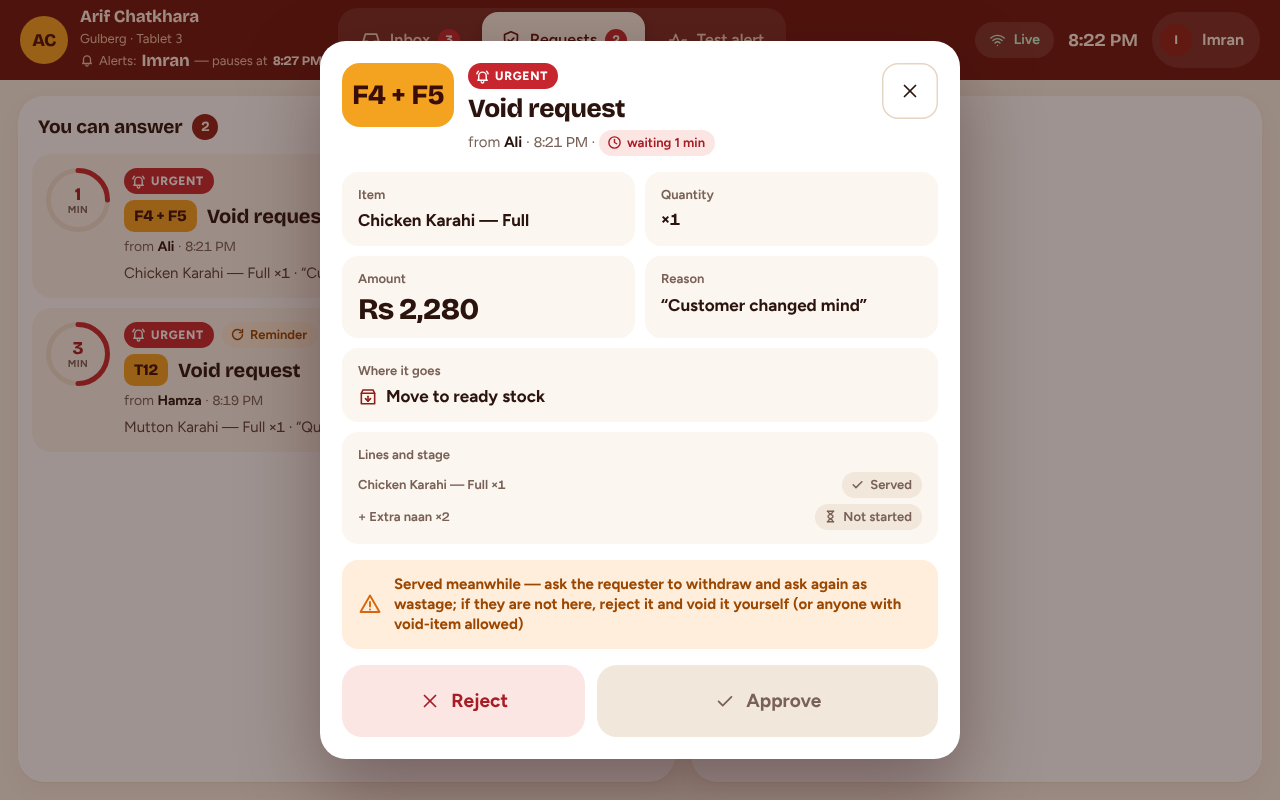 AC
Arif Chatkhara
Gulberg · Tablet 3
Alerts: Imran — pauses at 8:27 PM
Inbox 3
Requests 2
Test alert
Live
8:22 PM
I
Imran
You can answer 2
1
MIN
URGENT
F4 + F5 Void reques
from Ali · 8:21 PM
Chicken Karahi — Full ×1 · “Cu
3
MIN
URGENT
Reminder
T12 Void request
from Hamza · 8:19 PM
Mutton Karahi — Full ×1 · “Qu
F4 + F5
URGENT
Void request
from Ali · 8:21 PM · waiting 1 min
Item
Chicken Karahi — Full
Quantity
×1
Amount
Rs 2,280
Reason
“Customer changed mind”
Where it goes
Move to ready stock
Lines and stage
Chicken Karahi — Full ×1
Served
+ Extra naan ×2
Not started
Served meanwhile — ask the requester to withdraw and ask again as
wastage; if they are not here, reject it and void it yourself (or anyone with
void-item allowed)
Reject
Approve